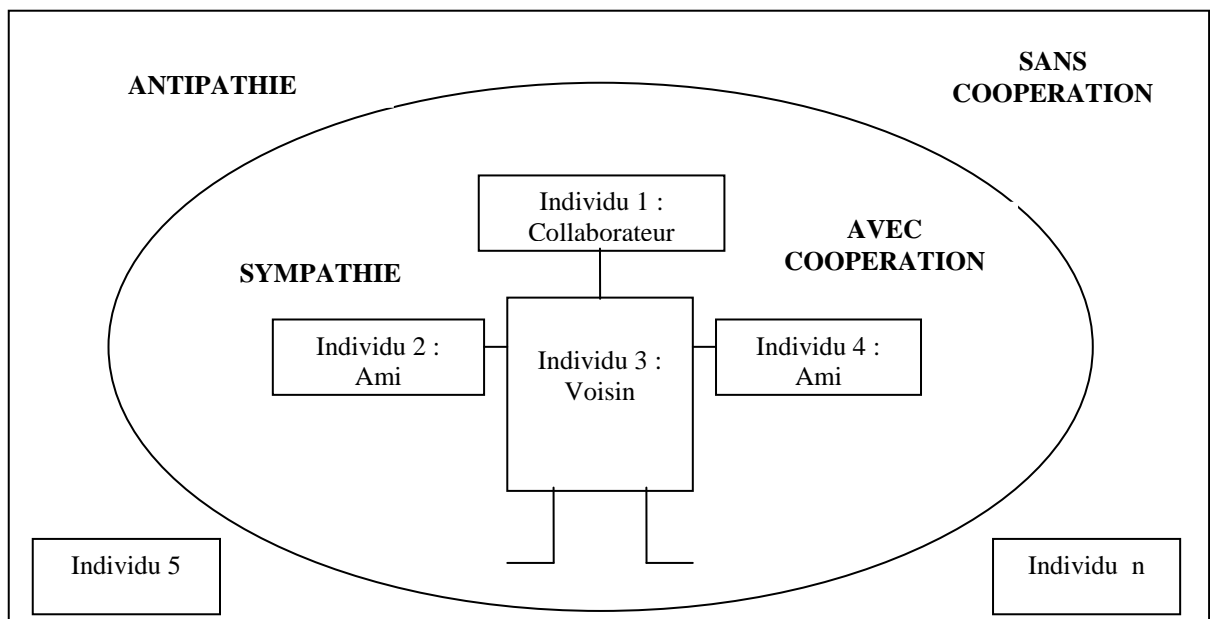 ANTIPATHIE
SANS
COOPERATION
Individu 1 :
Collaborateur
AVEC
COOPERATION
SYMPATHIE
Individu 2 :
Ami
Individu 3 :
Voisin
Individu 4 :
Ami
Individu 5
Individu n